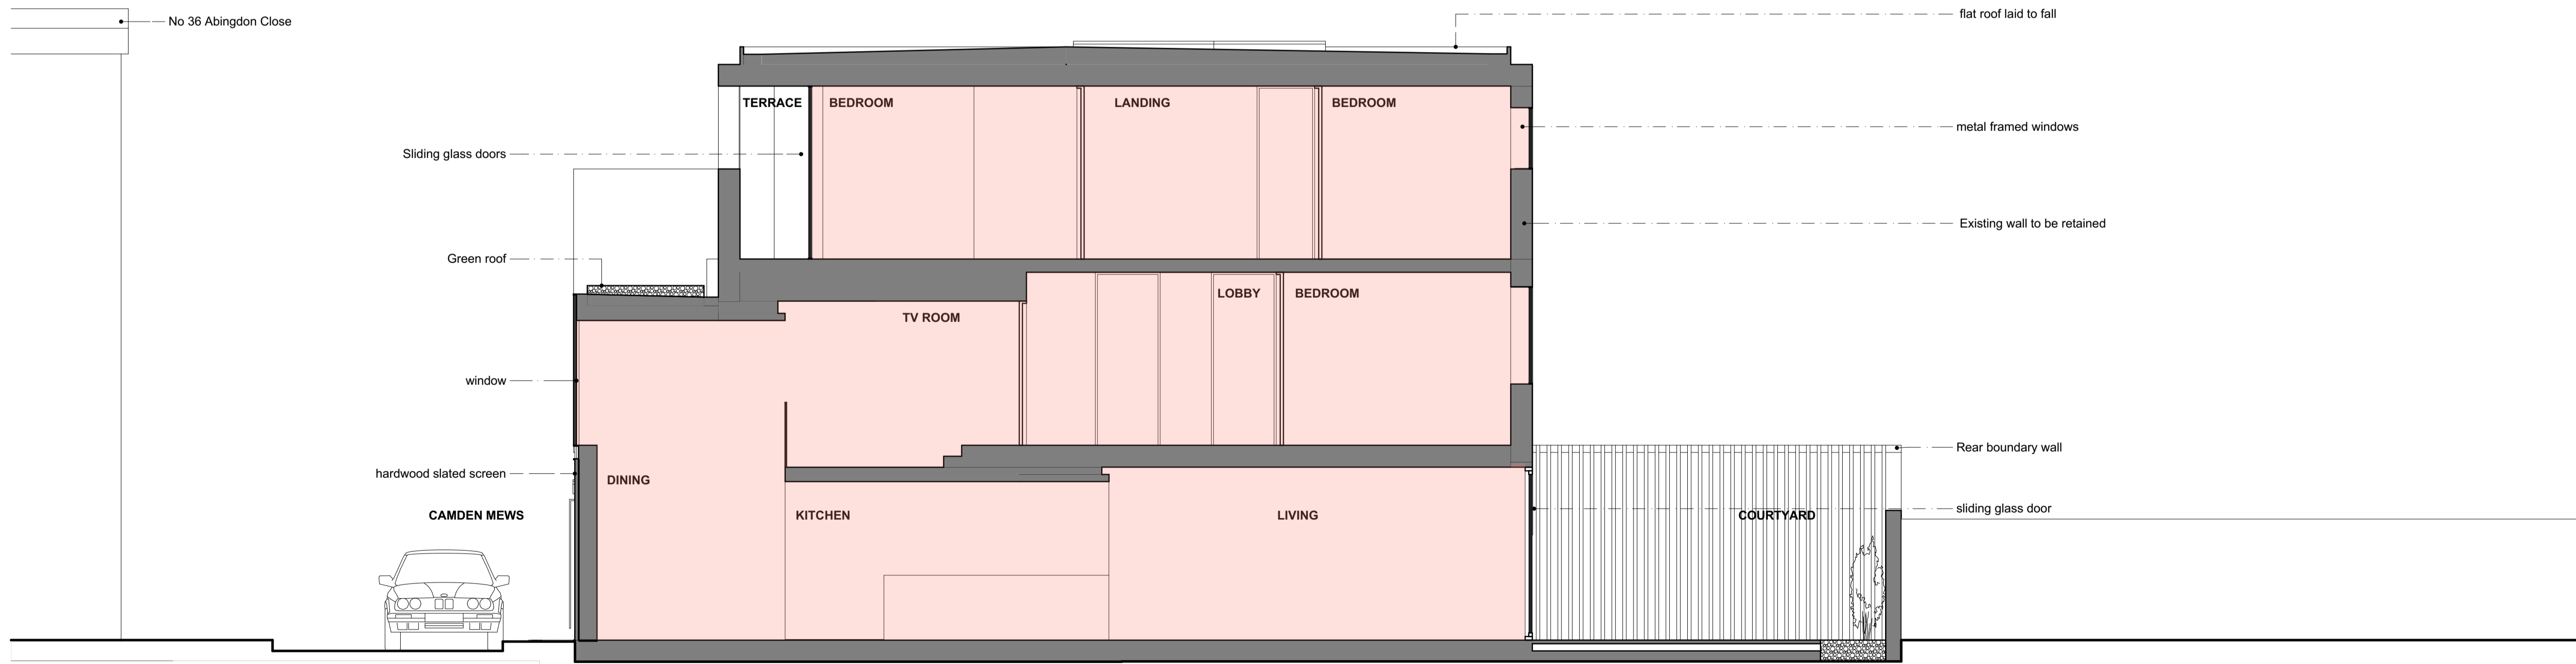 No 36 Abingdon Close
flat roof laid to fall
TERRACE
BEDROOM
LANDING
BEDROOM
metal framed windows
Sliding glass doors
Existing wall to be retained
Green roof
LOBBY
BEDROOM
TV ROOM
window
Rear boundary wall
hardwood slated screen
DINING
sliding glass door
CAMDEN MEWS
KITCHEN
LIVING
COURTYARD